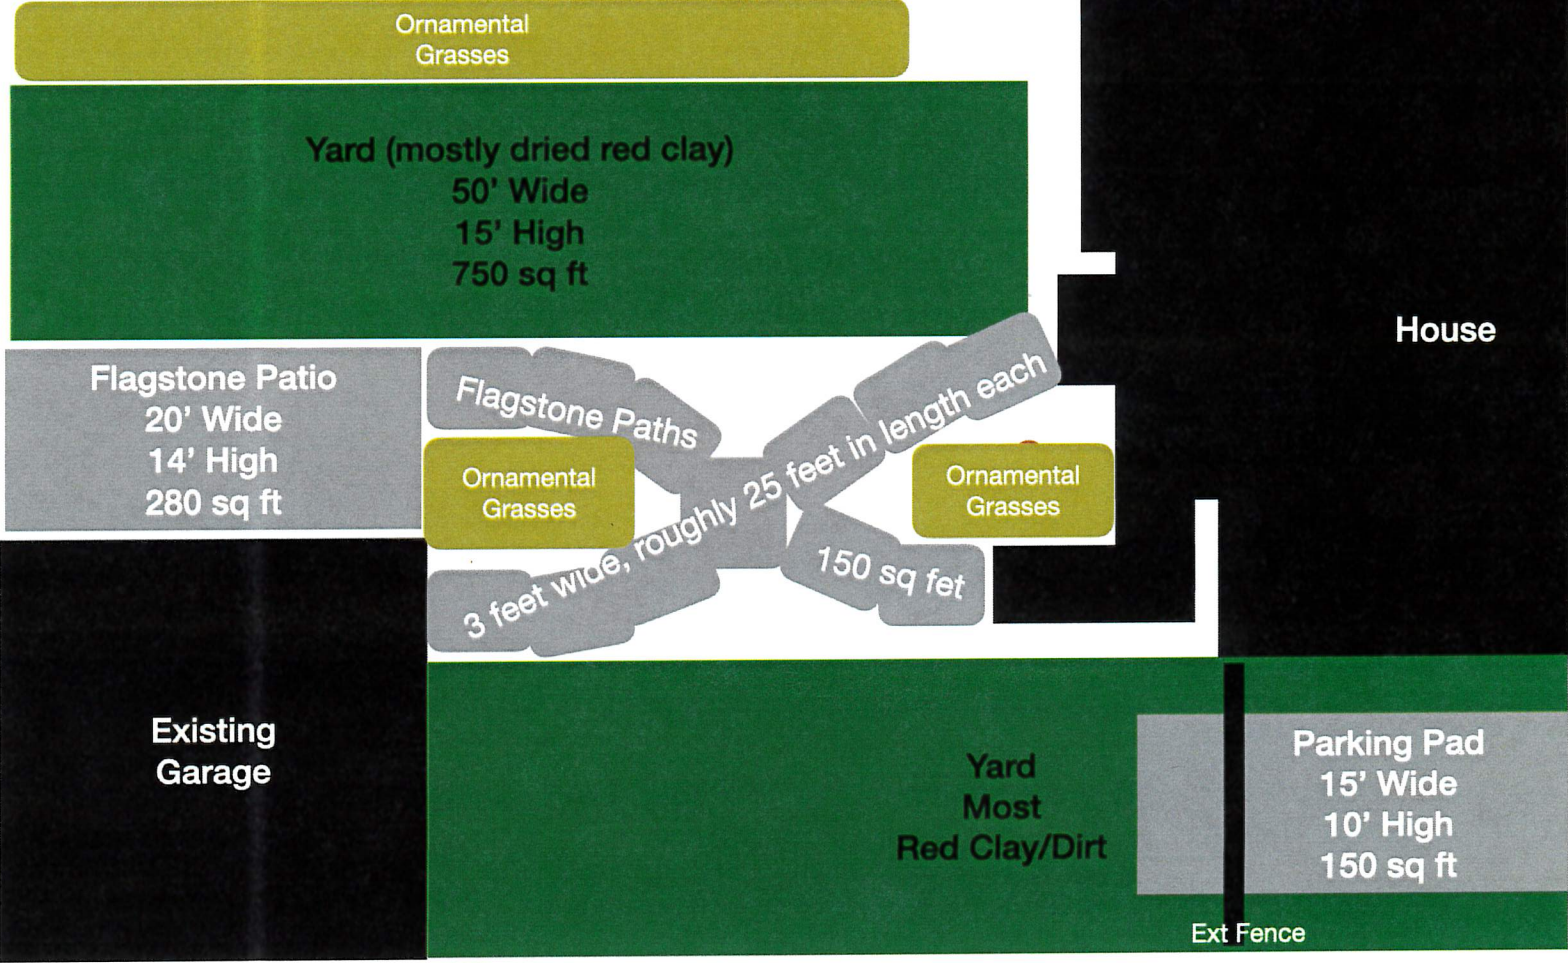 Ornamental
Grasses
Yard (mostly dried red clay)
50' Wide
15' High
750 sq ft
House
Flagstone Patio
20' Wide
14' High
280 sq ft
Flagstone Paths
3 feet wide, roughly 25 feet in length each
150 sq fet
Ornamental
Grasses
Ornamental
Grasses
Existing
Garage
Yard
Most
Red Clay/Dirt
Parking Pad
15' Wide
10' High
150 sq ft
Ext Fence